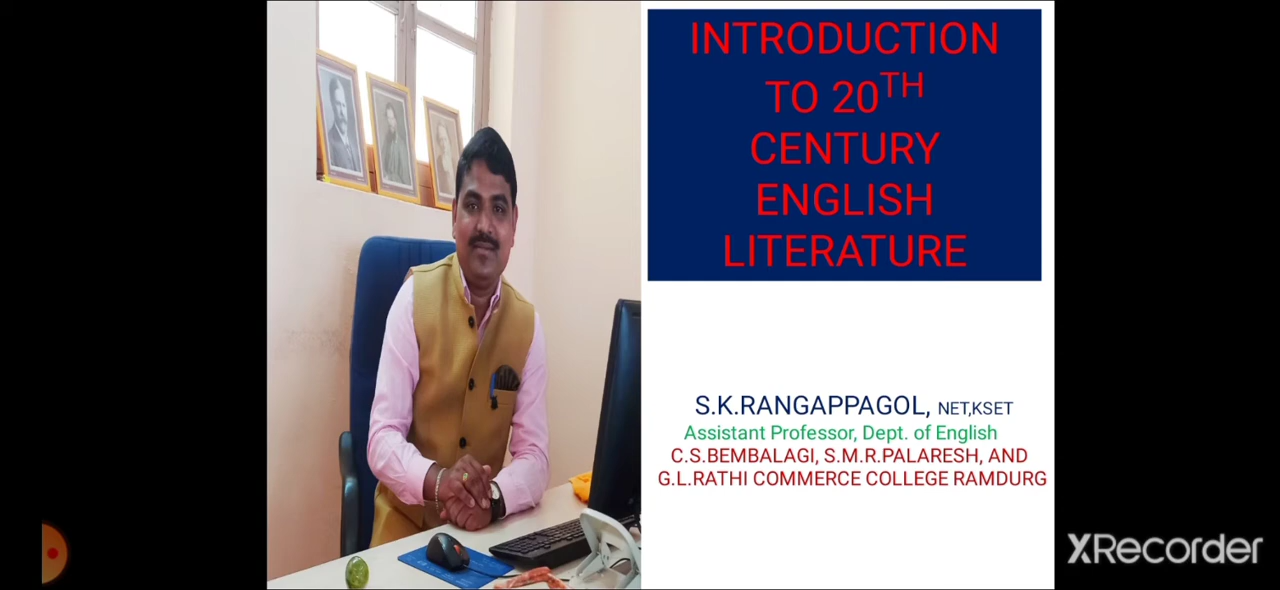 INTRODUCTION
TO 20TH
CENTURY
ENGLISH
LITERATURE
S.K.RANGAPPAGOL, NET,KSET
Assistant Professor, Dept. of English
C.S.BEMBALAGI, S.M.R.PALARESH, AND
G.L.RATHI COMMERCE COLLEGE RAMDURG
XRecorder